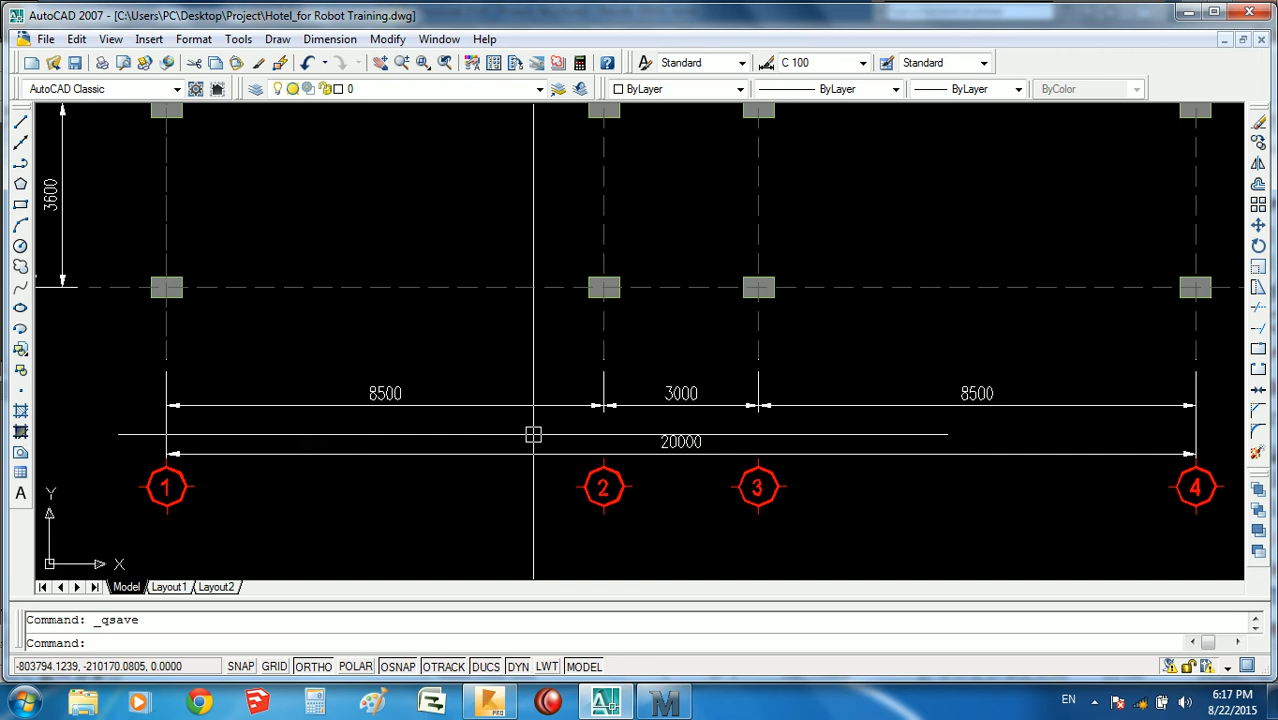 AutoCAD 2007 - [C:\Users\PC\Desktop\Project\Hotel_for Robot Training.dwg]
File Edit View Insert Format Tools Draw Dimension Modify Window Help
Standard C 100 Standard
AutoCAD Classic 0 ByLayer ByLayer ByLayer ByColor
3600
8500 3000 8500
20000
1 2 3 4
Y
X
Model Layout1 Layout2
Command: _qsave
Command:
-803794.1239, -210170.0805, 0.0000 SNAP GRID ORTHO POLAR OSNAP OTRACK DUCS DYN LWT MODEL
EN 6:17 PM
8/22/2015